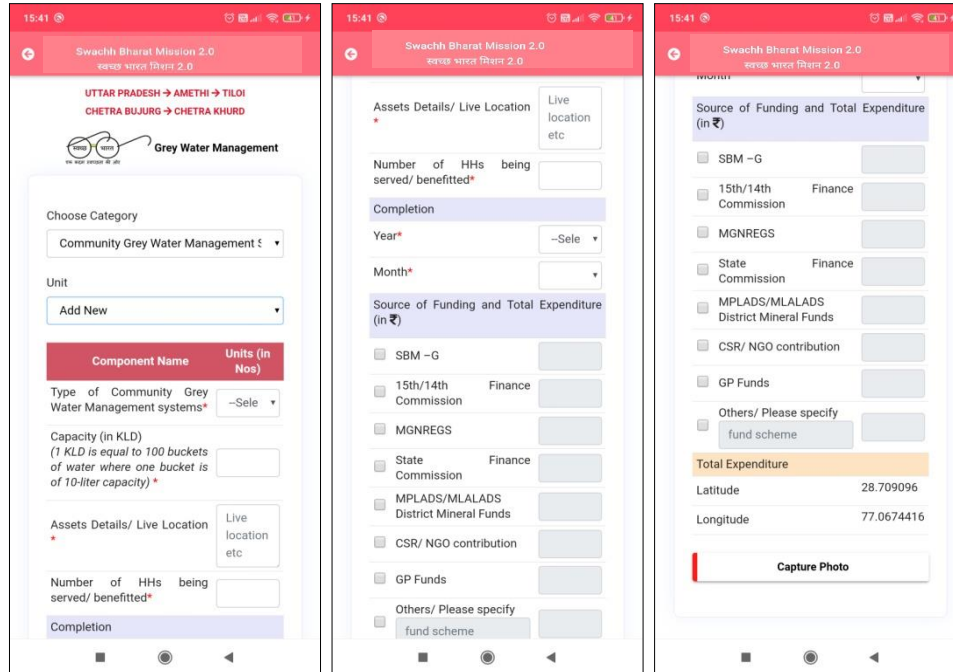 15:41
41
Swachh Bharat Mission 2.0
स्वच्छ भारत मिशन 2.0
UTTAR PRADESH → AMETHI → TILOI
CHETRA BUJURG → CHETRA KHURD
स्वच्छ भारत
एक कदम स्वच्छता की ओर
Grey Water Management
Choose Category
Community Grey Water Management S
Unit
Add New
Component Name
Units (in
Nos)
Type of Community Grey
Water Management systems*
--Sele
Capacity (in KLD)
(1 KLD is equal to 100 buckets
of water where one bucket is
of 10-liter capacity) *
Assets Details/ Live Location
*
Live
location
etc
Number of HHs being
served/ benefitted*
Completion
15:41
41
Swachh Bharat Mission 2.0
स्वच्छ भारत मिशन 2.0
Assets Details/ Live Location
*
Live
location
etc
Number of HHs being
served/ benefitted*
Completion
Year*
--Sele
Month*
Source of Funding and Total Expenditure
(in ₹)
SBM –G
15th/14th Finance
Commission
MGNREGS
State Finance
Commission
MPLADS/MLALADS
District Mineral Funds
CSR/ NGO contribution
GP Funds
Others/ Please specify
fund scheme
15:41
41
Swachh Bharat Mission 2.0
स्वच्छ भारत मिशन 2.0
Month
Source of Funding and Total Expenditure
(in ₹)
SBM –G
15th/14th Finance
Commission
MGNREGS
State Finance
Commission
MPLADS/MLALADS
District Mineral Funds
CSR/ NGO contribution
GP Funds
Others/ Please specify
fund scheme
Total Expenditure
Latitude 28.709096
Longitude 77.0674416
Capture Photo